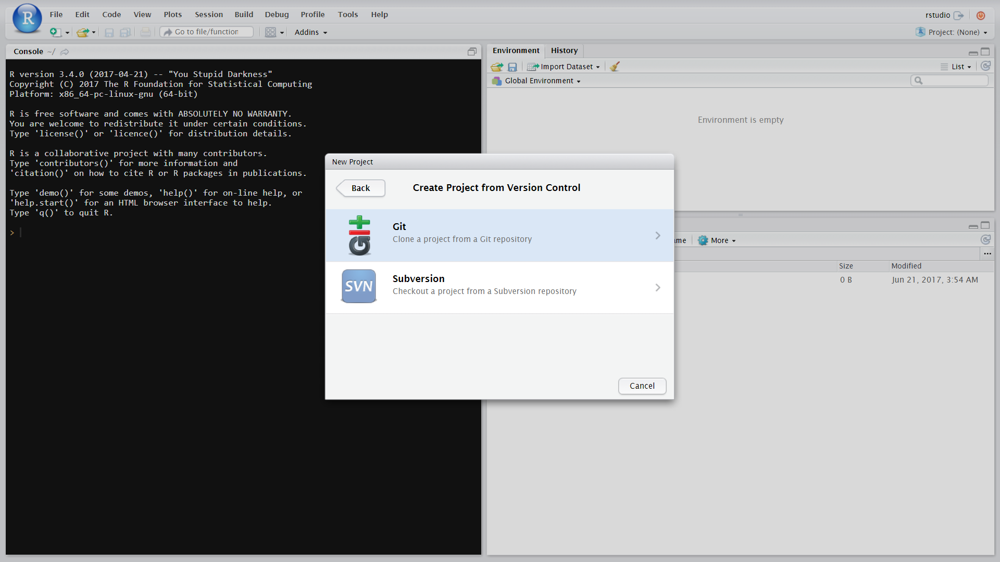 R
File Edit Code View Plots Session Build Debug Profile Tools Help
rstudio
Go to file/function
Addins
Project: (None)
Console ~/
R version 3.4.0 (2017-04-21) -- "You Stupid Darkness"
Copyright (C) 2017 The R Foundation for Statistical Computing
Platform: x86_64-pc-linux-gnu (64-bit)
R is free software and comes with ABSOLUTELY NO WARRANTY.
You are welcome to redistribute it under certain conditions.
Type 'license()' or 'licence()' for distribution details.
R is a collaborative project with many contributors.
Type 'contributors()' for more information and
'citation()' on how to cite R or R packages in publications.
Type 'demo()' for some demos, 'help()' for on-line help, or
'help.start()' for an HTML browser interface to help.
Type 'q()' to quit R.
>
Environment History
Import Dataset
List
Global Environment
Environment is empty
New Project
Back
Create Project from Version Control
Git
Clone a project from a Git repository
SVN
Subversion
Checkout a project from a Subversion repository
Cancel
More
...
Size Modified
0 B Jun 21, 2017, 3:54 AM